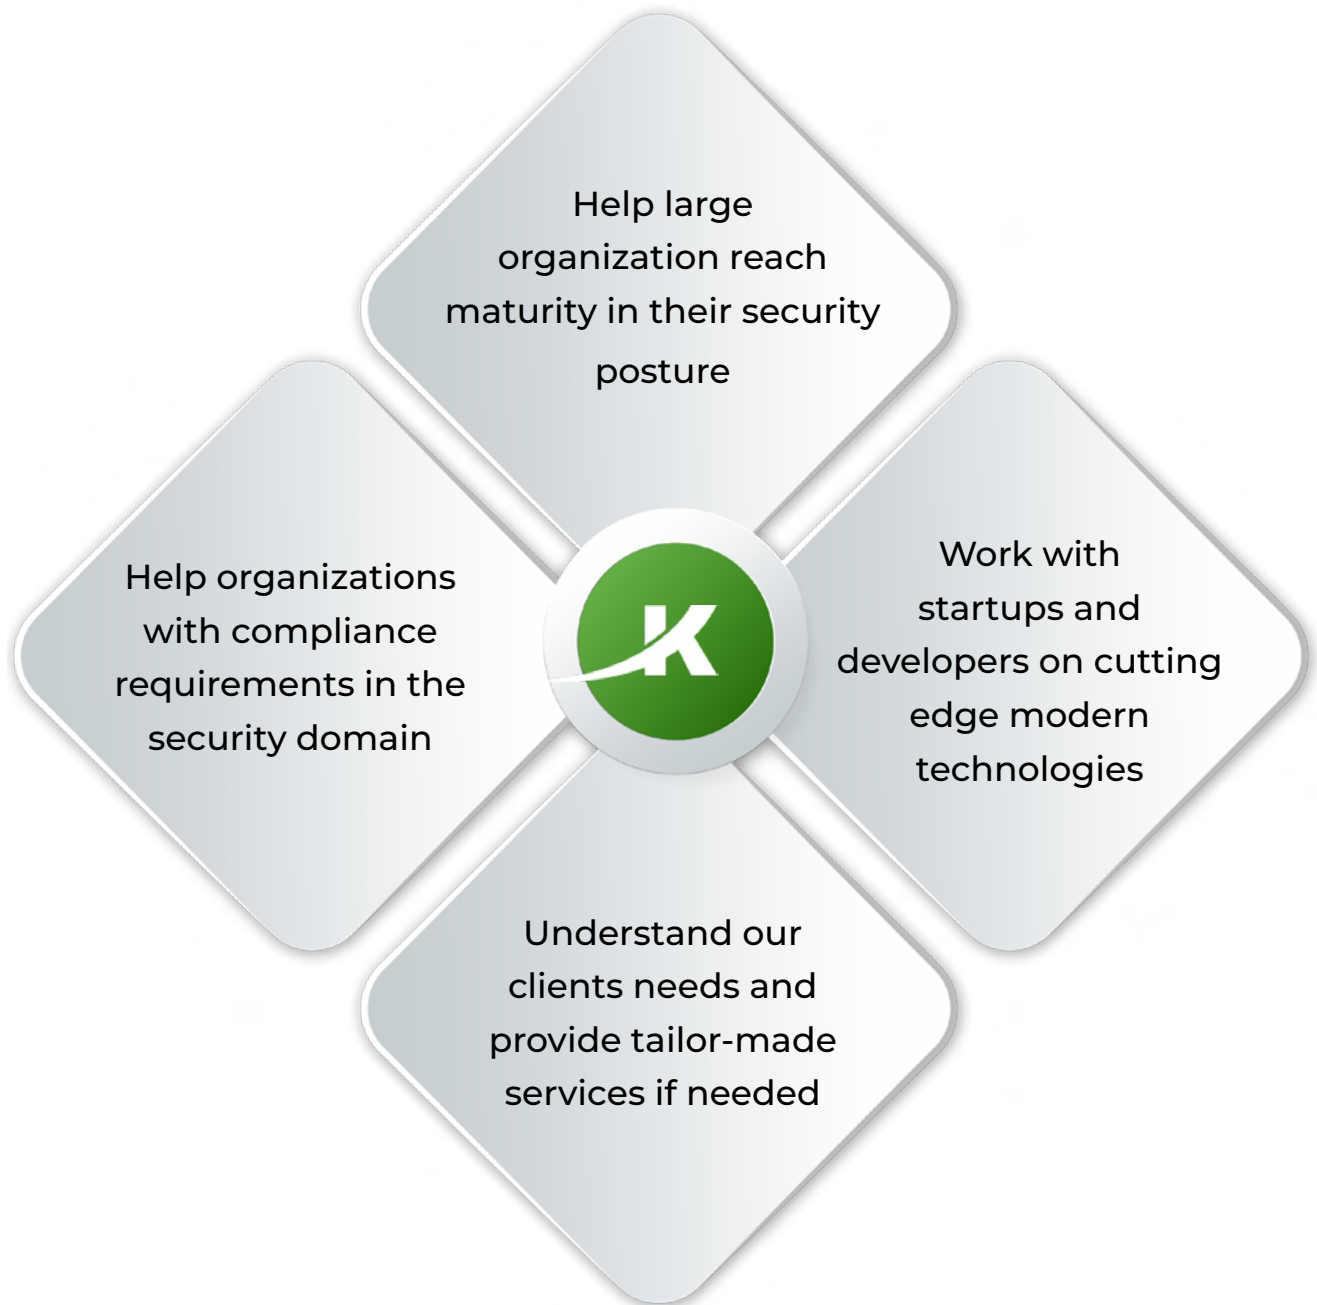 Help large
organization reach
maturity in their security
posture
Help organizations
with compliance
requirements in the
security domain
K
Work with
startups and
developers on cutting
edge modern
technologies
Understand our
clients needs and
provide tailor-made
services if needed